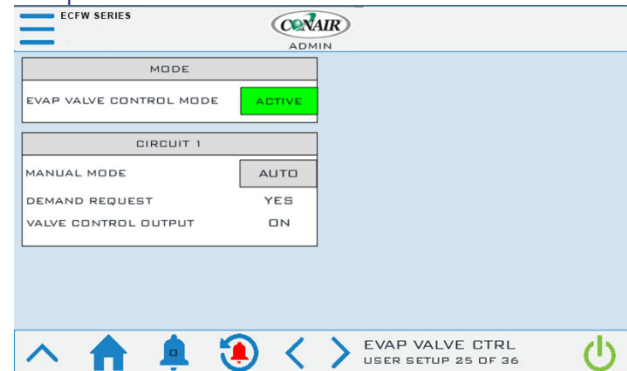 ECFW SERIES
CONAIR
ADMIN
MODE
EVAP VALVE CONTROL MODE ACTIVE
CIRCUIT 1
MANUAL MODE AUTO
DEMAND REQUEST YES
VALVE CONTROL OUTPUT ON
0
EVAP VALVE CTRL
USER SETUP 25 OF 36